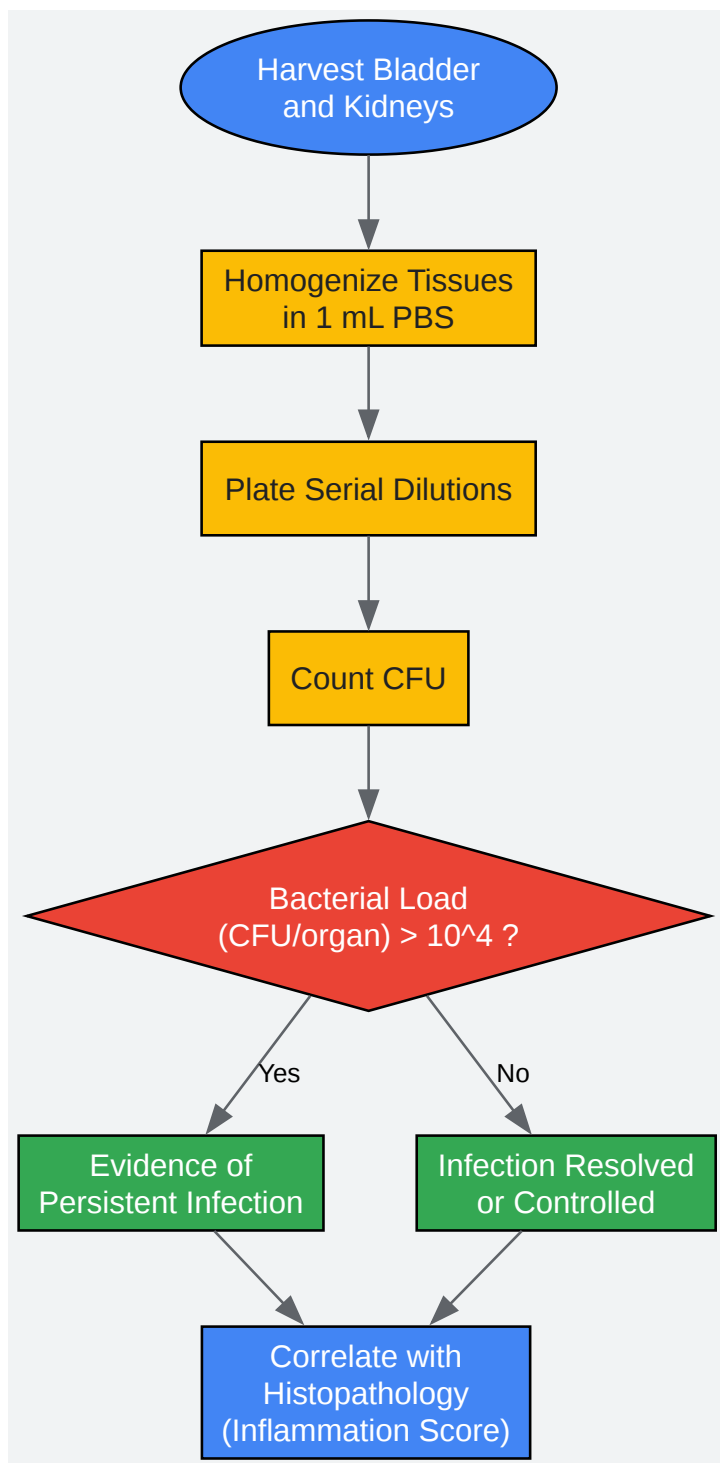 Harvest Bladder
and Kidneys
Homogenize Tissues
in 1 mL PBS
Plate Serial Dilutions
Count CFU
Bacterial Load
(CFU/organ) > 10^4 ?
Yes
No
Evidence of
Persistent Infection
Infection Resolved
or Controlled
Correlate with
Histopathology
(Inflammation Score)